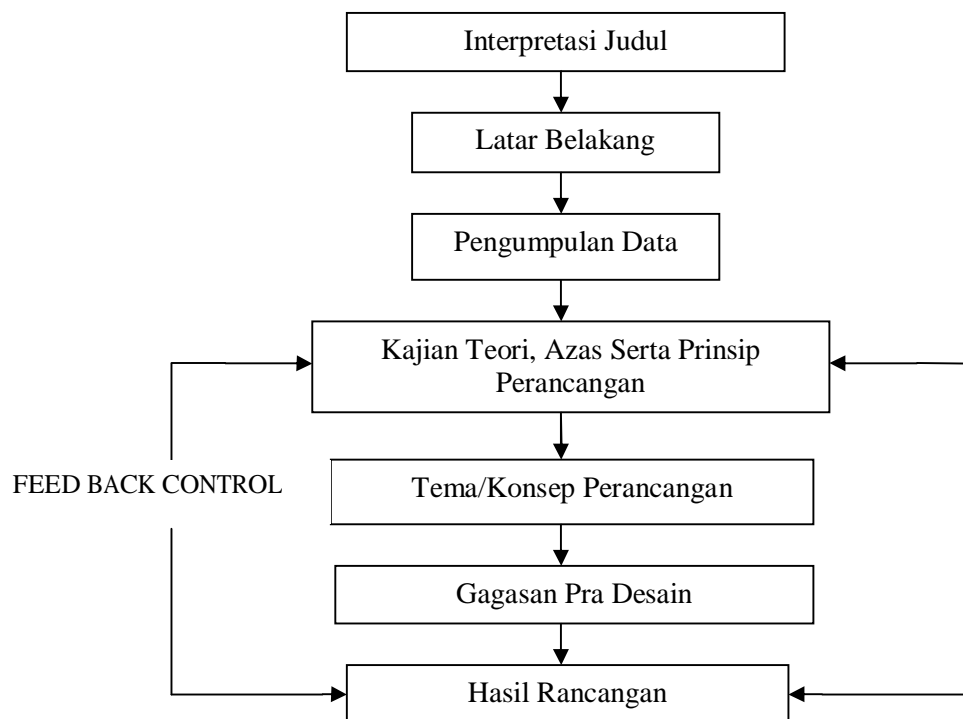 Interpretasi Judul
Latar Belakang
Pengumpulan Data
Kajian Teori, Azas Serta Prinsip
Perancangan
FEED BACK CONTROL
Tema/Konsep Perancangan
Gagasan Pra Desain
Hasil Rancangan